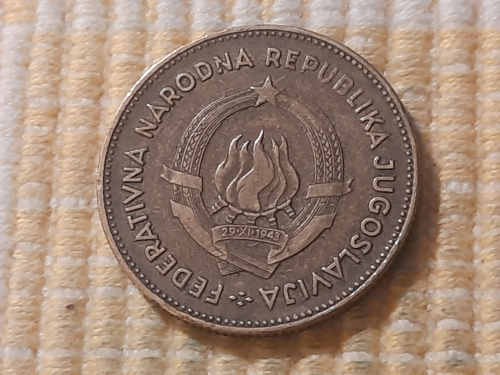 FEDERATIVNA NARODNA REPUBLIKA JUGOSLAVIJA
29·XI·1943